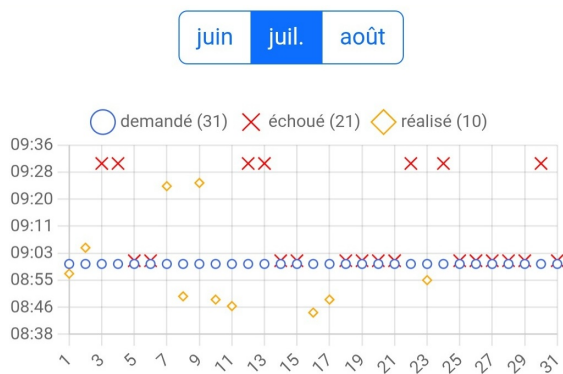 juin juil. août
demandé (31) échoué (21) réalisé (10)
09:36
09:28
09:20
09:11
09:03
08:55
08:46
08:38
1 3 5 7 9 11 13 15 17 19 21 23 25 27 29 31